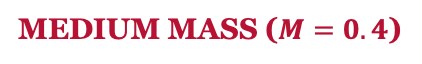 MEDIUM MASS (M = 0.4)